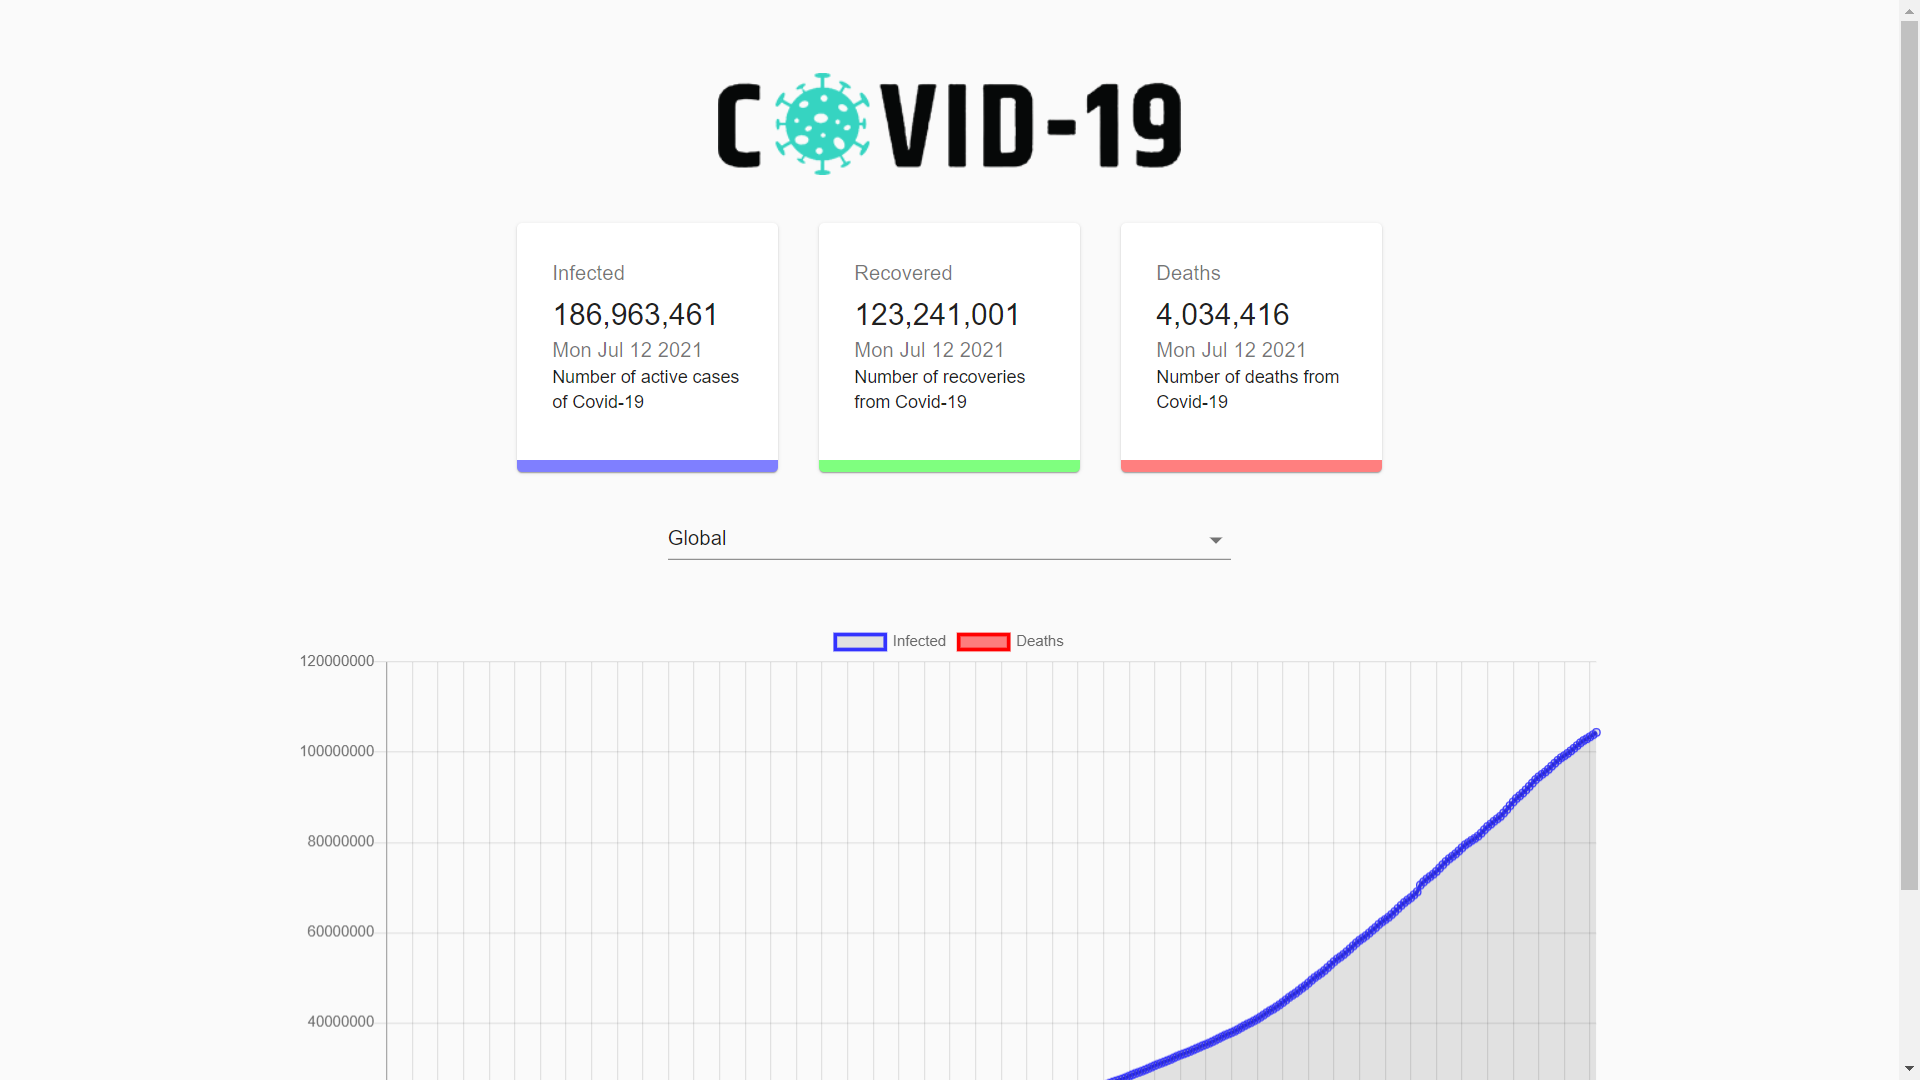 COVID-19
Infected
186,963,461
Mon Jul 12 2021
Number of active cases
of Covid-19
Recovered
123,241,001
Mon Jul 12 2021
Number of recoveries
from Covid-19
Deaths
4,034,416
Mon Jul 12 2021
Number of deaths from
Covid-19
Global
Infected Deaths
120000000
100000000
80000000
60000000
40000000